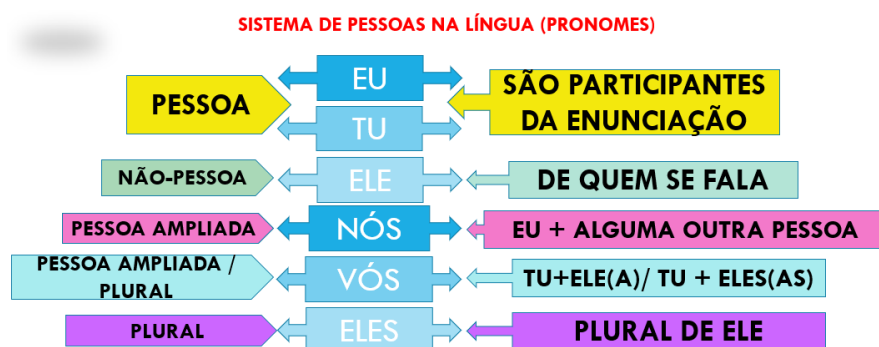 SISTEMA DE PESSOAS NA LÍNGUA (PRONOMES)
PESSOA
EU
TU
SÃO PARTICIPANTES
DA ENUNCIAÇÃO
NÃO-PESSOA
ELE
DE QUEM SE FALA
PESSOA AMPLIADA
NÓS
EU + ALGUMA OUTRA PESSOA
PESSOA AMPLIADA /
PLURAL
VÓS
TU+ELE(A)/ TU + ELES(AS)
PLURAL
ELES
PLURAL DE ELE